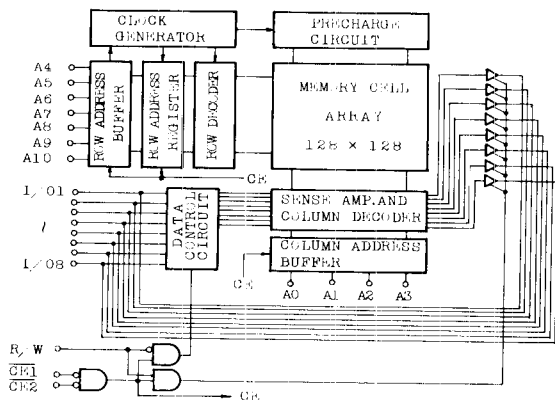 CLOCK
GENERATOR
PRECHARGE
CIRCUIT
A4
A5
A6
A7
A8
A9
A10
ROW ADDRESS
BUFFER
ROW ADDRESS
REGISTER
ROW DECODER
MEMORY CELL
ARRAY
128 × 128
CE
I/O1
I/O8
DATA
CONTROL
CIRCUIT
SENSE AMP. AND
COLUMN DECODER
COLUMN ADDRESS
BUFFER
CE
A0 A1 A2 A3
R/W
CE1
CE2
CE